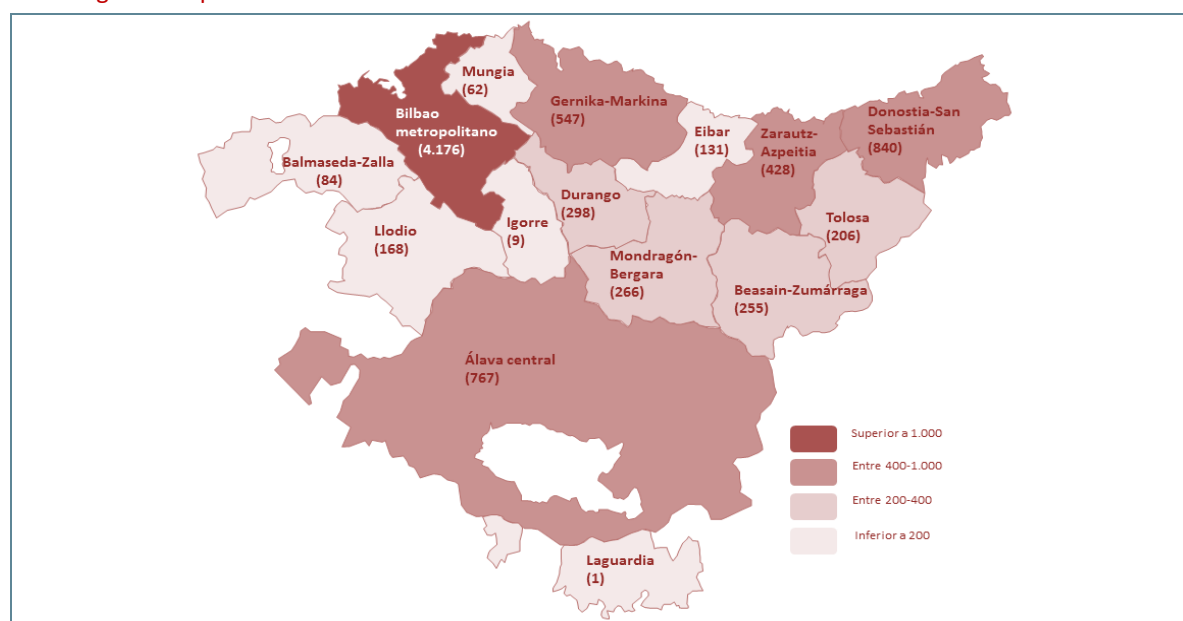 Mungia
(62)
Gernika-Markina
(547)
Bilbao
metropolitano
(4.176)
Eibar
(131)
Zarautz-
Azpeitia
(428)
Donostia-San
Sebastián
(840)
Balmaseda-Zalla
(84)
Durango
(298)
Tolosa
(206)
Llodio
(168)
Igorre
(9)
Mondragón-
Bergara
(266)
Beasain-Zumárraga
(255)
Álava central
(767)
Superior a 1.000
Entre 400-1.000
Entre 200-400
Inferior a 200
Laguardia
(1)